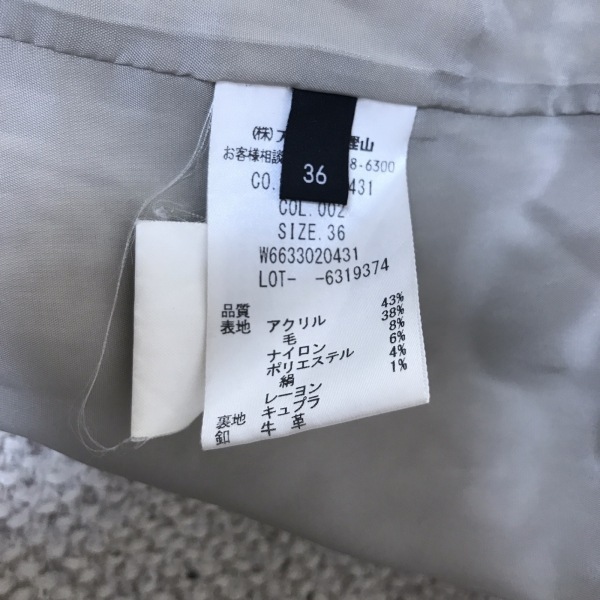 (株)ア 山
お客様相談 8-6300
36
CO. 431
COL.002
SIZE.36
W6633020431
LOT- -6319374
品質
表地 アクリル 43%
毛 38%
ナイロン 8%
ポリエステル 6%
絹 4%
レーヨン 1%
裏地 キュプラ
釦 牛革